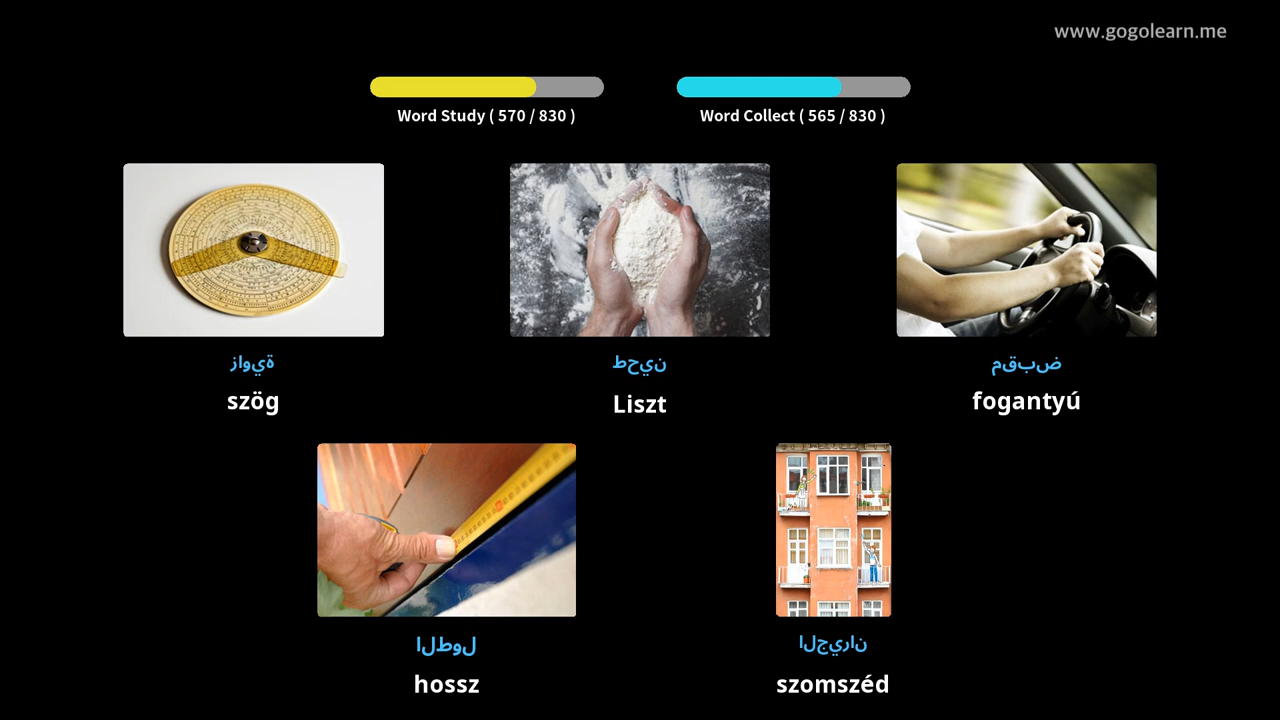 www.gogolearn.me
Word Study ( 570 / 830 )
Word Collect ( 565 / 830 )
زاوية
طحين
مقبض
szög
Liszt
fogantyú
الطول
الجيران
hossz
szomszéd